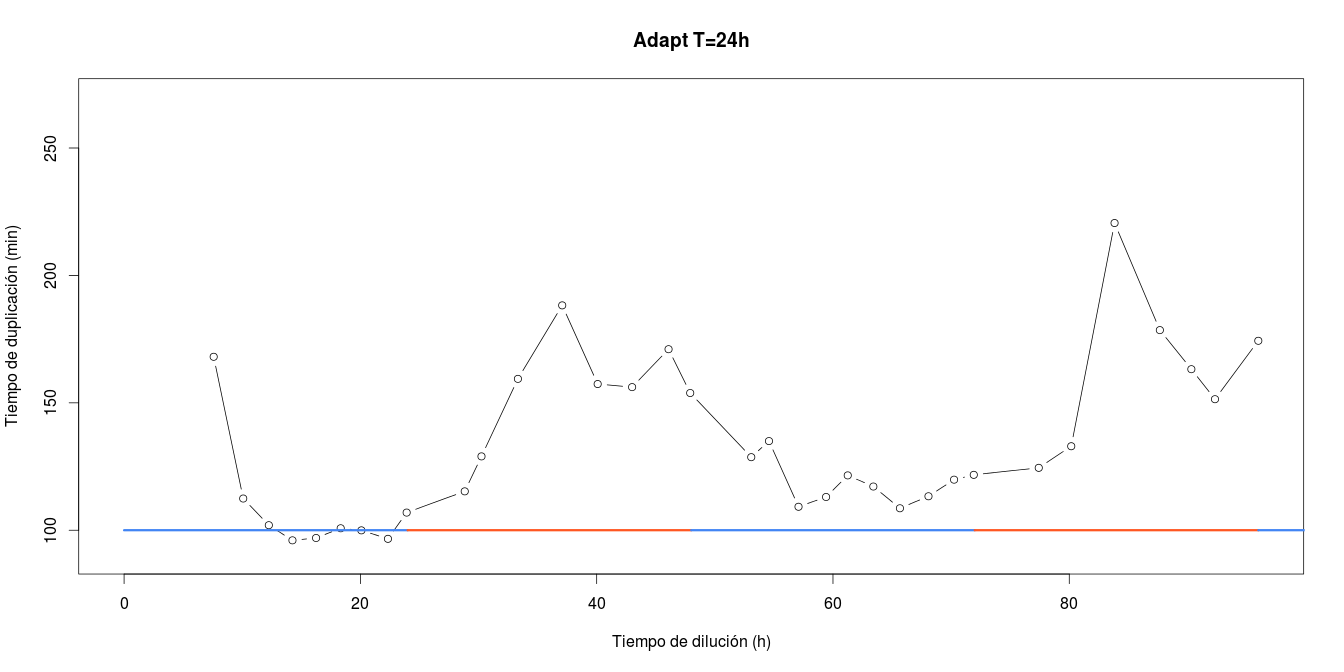 Adapt T=24h
Tiempo de duplicación (min)
250
200
150
100
0 20 40 60 80
Tiempo de dilución (h)